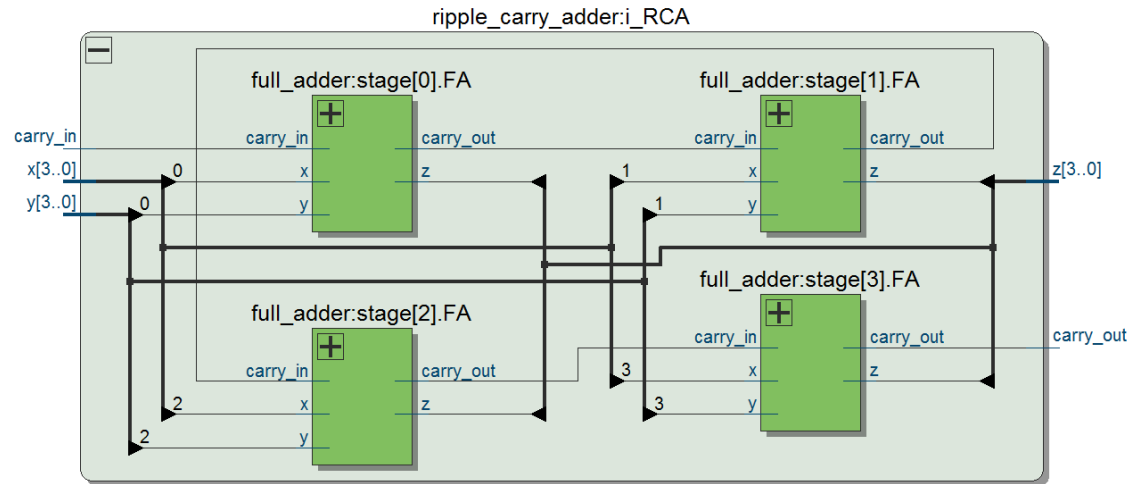 ripple_carry_adder:i_RCA
full_adder:stage[0].FA
full_adder:stage[1].FA
carry_in
carry_in
carry_out
carry_in
carry_out
x[3..0]
0
x
z
1
x
z
z[3..0]
y[3..0]
0
y
1
y
full_adder:stage[2].FA
full_adder:stage[3].FA
carry_in
carry_out
carry_in
carry_out
carry_out
2
x
z
3
x
z
2
y
3
y